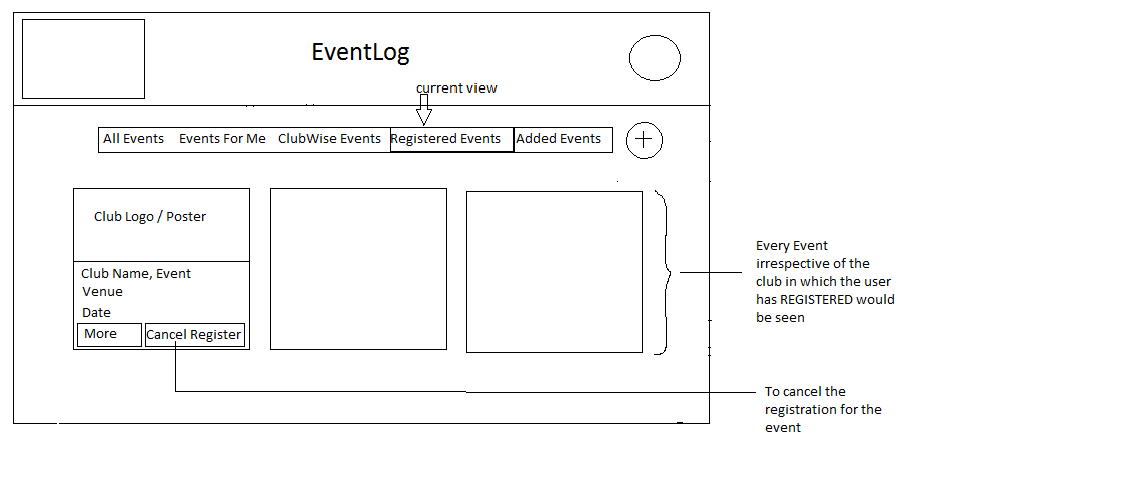 EventLog
current view
All Events Events For Me ClubWise Events Registered Events Added Events
Club Logo / Poster
Club Name, Event
Venue
Date
More Cancel Register
Every Event
irrespective of the
club in which the user
has REGISTERED would
be seen
To cancel the
registration for the
event